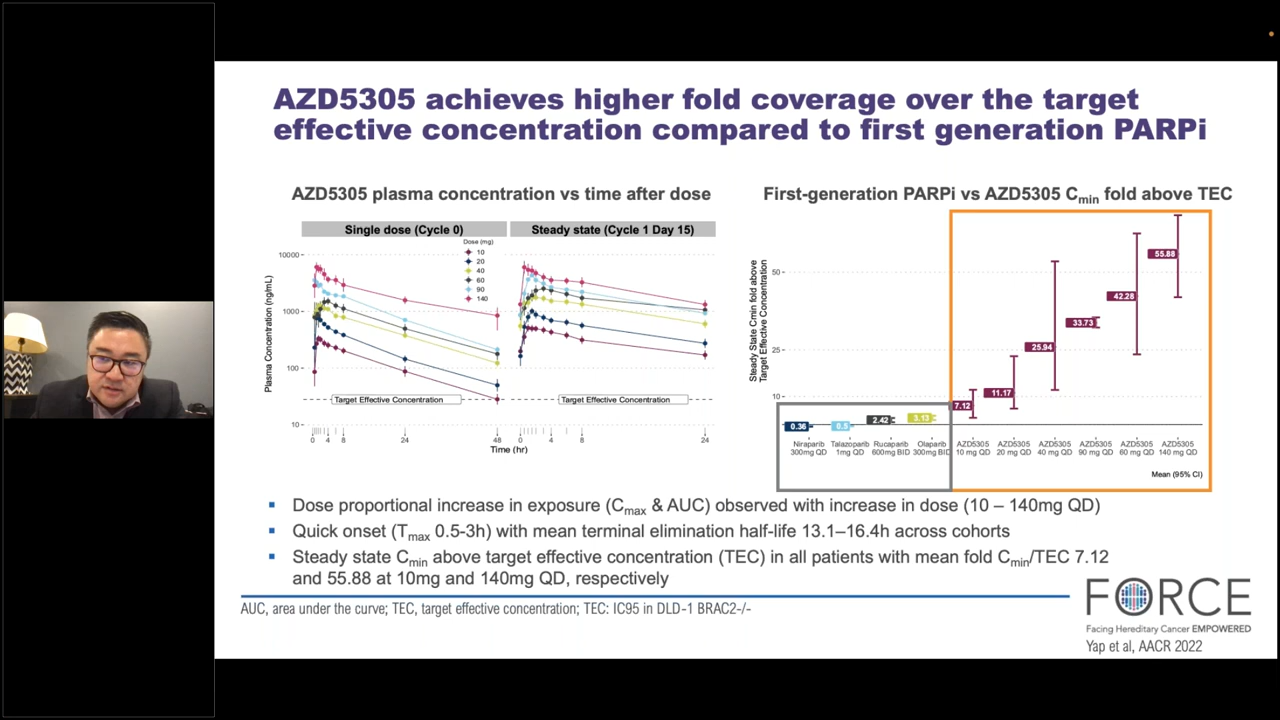 AZD5305 achieves higher fold coverage over the target
effective concentration compared to first generation PARPi
AZD5305 plasma concentration vs time after dose
Single dose (Cycle 0)
Steady state (Cycle 1 Day 15)
Dose (mg)
10
20
40
60
90
140
Plasma Concentration (ng/mL)
10000
1000
100
10
Target Effective Concentration
Target Effective Concentration
0 4 8 24 48
0 4 8 24
Time (hr)
First-generation PARPi vs AZD5305 Cmin fold above TEC
Steady State Cmin fold above
Target Effective Concentration
50
25
10
0.36
0.5
2.42
3.13
7.12
11.17
25.94
33.73
42.28
55.88
Niraparib
300mg QD
Talazoparib
1mg QD
Rucaparib
600mg BID
Olaparib
300mg BID
AZD5305
10 mg QD
AZD5305
20 mg QD
AZD5305
40 mg QD
AZD5305
90 mg QD
AZD5305
60 mg QD
AZD5305
140 mg QD
Mean (95% CI)
▪ Dose proportional increase in exposure (Cmax & AUC) observed with increase in dose (10 – 140mg QD)
▪ Quick onset (Tmax 0.5-3h) with mean terminal elimination half-life 13.1–16.4h across cohorts
▪ Steady state Cmin above target effective concentration (TEC) in all patients with mean fold Cmin/TEC 7.12
and 55.88 at 10mg and 140mg QD, respectively
AUC, area under the curve; TEC, target effective concentration; TEC: IC95 in DLD-1 BRAC2-/-
FORCE
Facing Hereditary Cancer EMPOWERED
Yap et al, AACR 2022